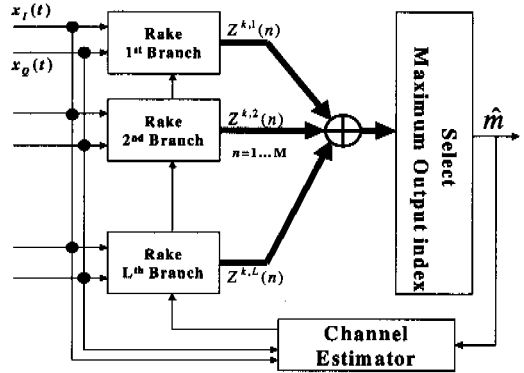 x_I(t)
x_Q(t)
Rake
1st Branch
Z^{k,1}(n)
Rake
2nd Branch
Z^{k,2}(n)
n=1...M
Rake
Lth Branch
Z^{k,L}(n)
Select
Maximum Output index
m̂
Channel
Estimator